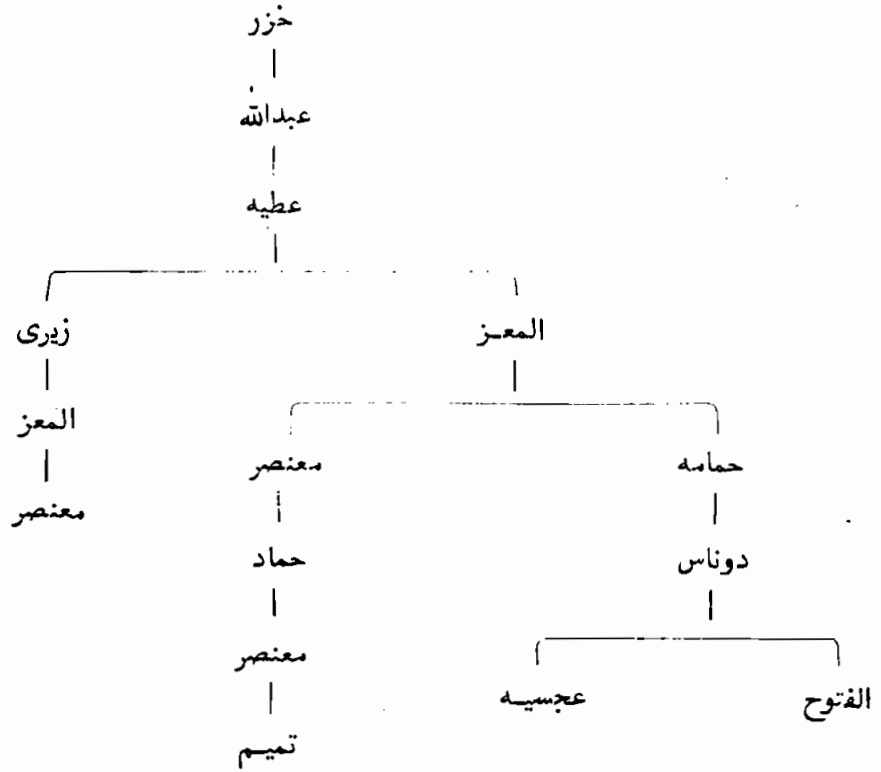 خزر
عبدالله
عطيه
المعز
زيرى
المعز
حمامه
معنصر
معنصر
دوناس
حماد
معنصر
الفتوح
عجسيه
تميم